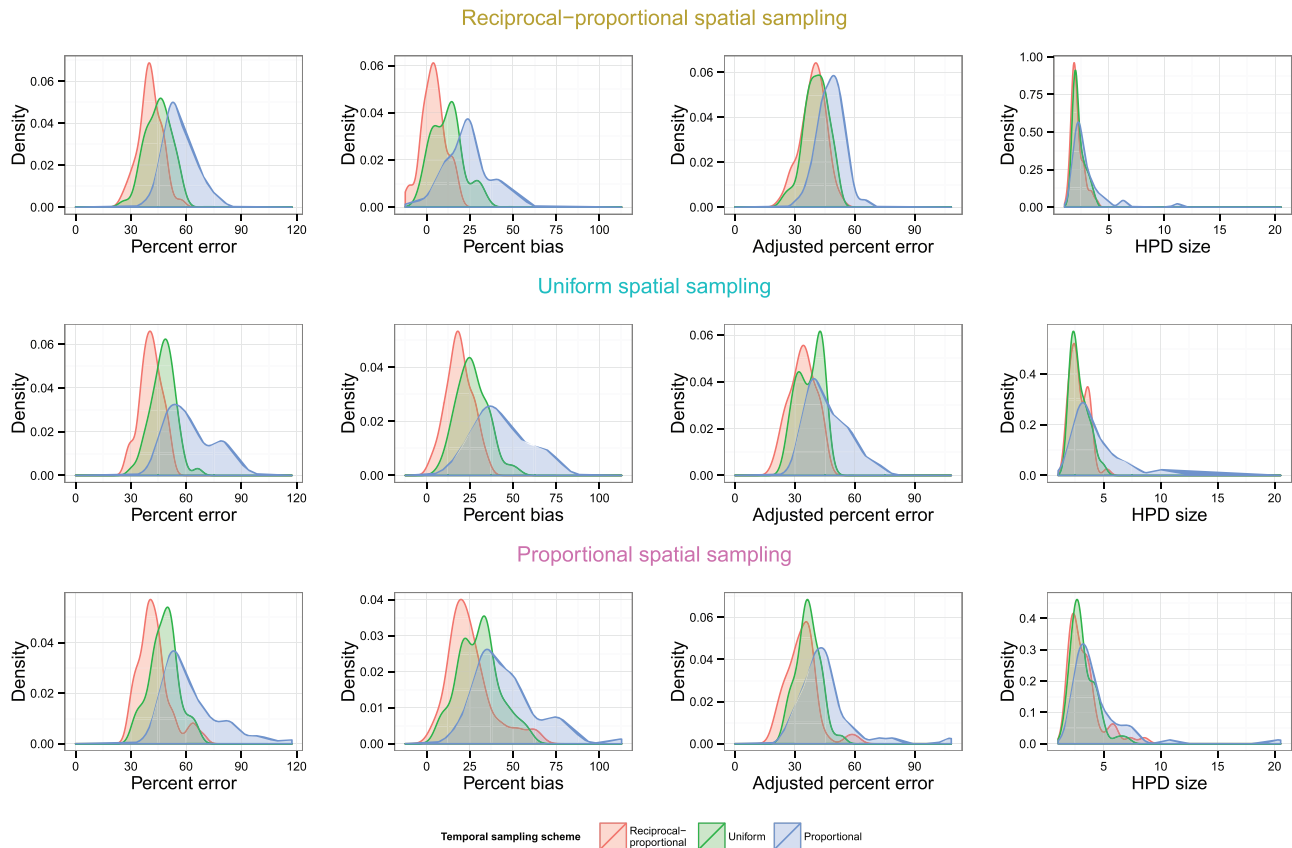 Reciprocal−proportional spatial sampling
0.06
0.04
0.02
0.00
Density
0 30 60 90 120
Percent error
0.06
0.04
0.02
0.00
Density
0 25 50 75 100
Percent bias
0.06
0.04
0.02
0.00
Density
0 30 60 90
Adjusted percent error
1.00
0.75
0.50
0.25
0.00
Density
5 10 15 20
HPD size
Uniform spatial sampling
0.06
0.04
0.02
0.00
Density
0 30 60 90 120
Percent error
0.04
0.02
0.00
Density
0 25 50 75 100
Percent bias
0.06
0.04
0.02
0.00
Density
0 30 60 90
Adjusted percent error
0.4
0.2
0.0
Density
5 10 15 20
HPD size
Proportional spatial sampling
0.04
0.02
0.00
Density
0 30 60 90 120
Percent error
0.04
0.03
0.02
0.01
0.00
Density
0 25 50 75 100
Percent bias
0.06
0.04
0.02
0.00
Density
0 30 60 90
Adjusted percent error
0.4
0.3
0.2
0.1
0.0
Density
5 10 15 20
HPD size
Temporal sampling scheme
Reciprocal−
proportional
Uniform
Proportional